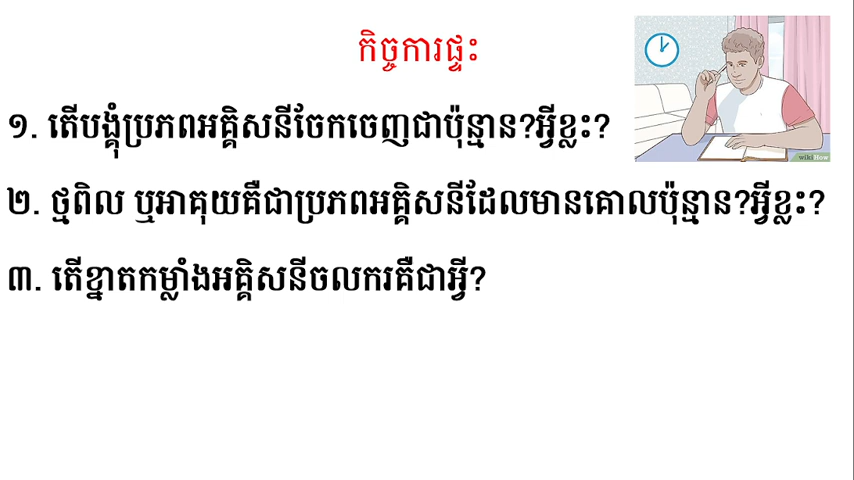 កិច្ចការផ្ទះ
១. តើបង្គុំប្រភពអគ្គិសនីចែកចេញជាប៉ុន្មាន?អ្វីខ្លះ?
២. ថ្មពិល ឬអាគុយគឺជាប្រភពអគ្គិសនីដែលមានគោលប៉ុន្មាន?អ្វីខ្លះ?
៣. តើខ្នាតកម្លាំងអគ្គិសនីចលករគឺជាអ្វី?
wikiHow